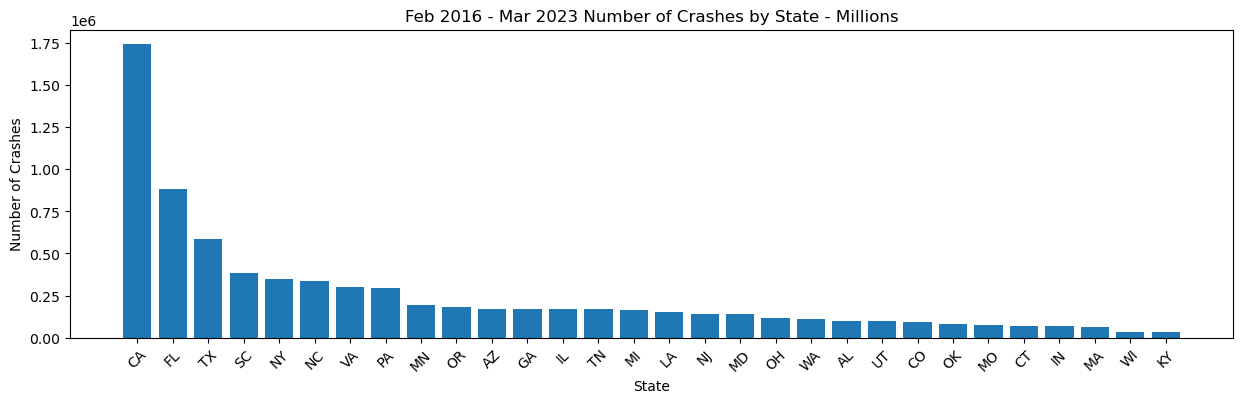 Feb 2016 - Mar 2023 Number of Crashes by State - Millions
1e6
1.75
1.50
1.25
1.00
0.75
0.50
0.25
0.00
Number of Crashes
CA FL TX SC NY NC VA PA MN OR AZ GA IL TN MI LA NJ MD OH WA AL UT CO OK MO CT IN MA WI KY
State